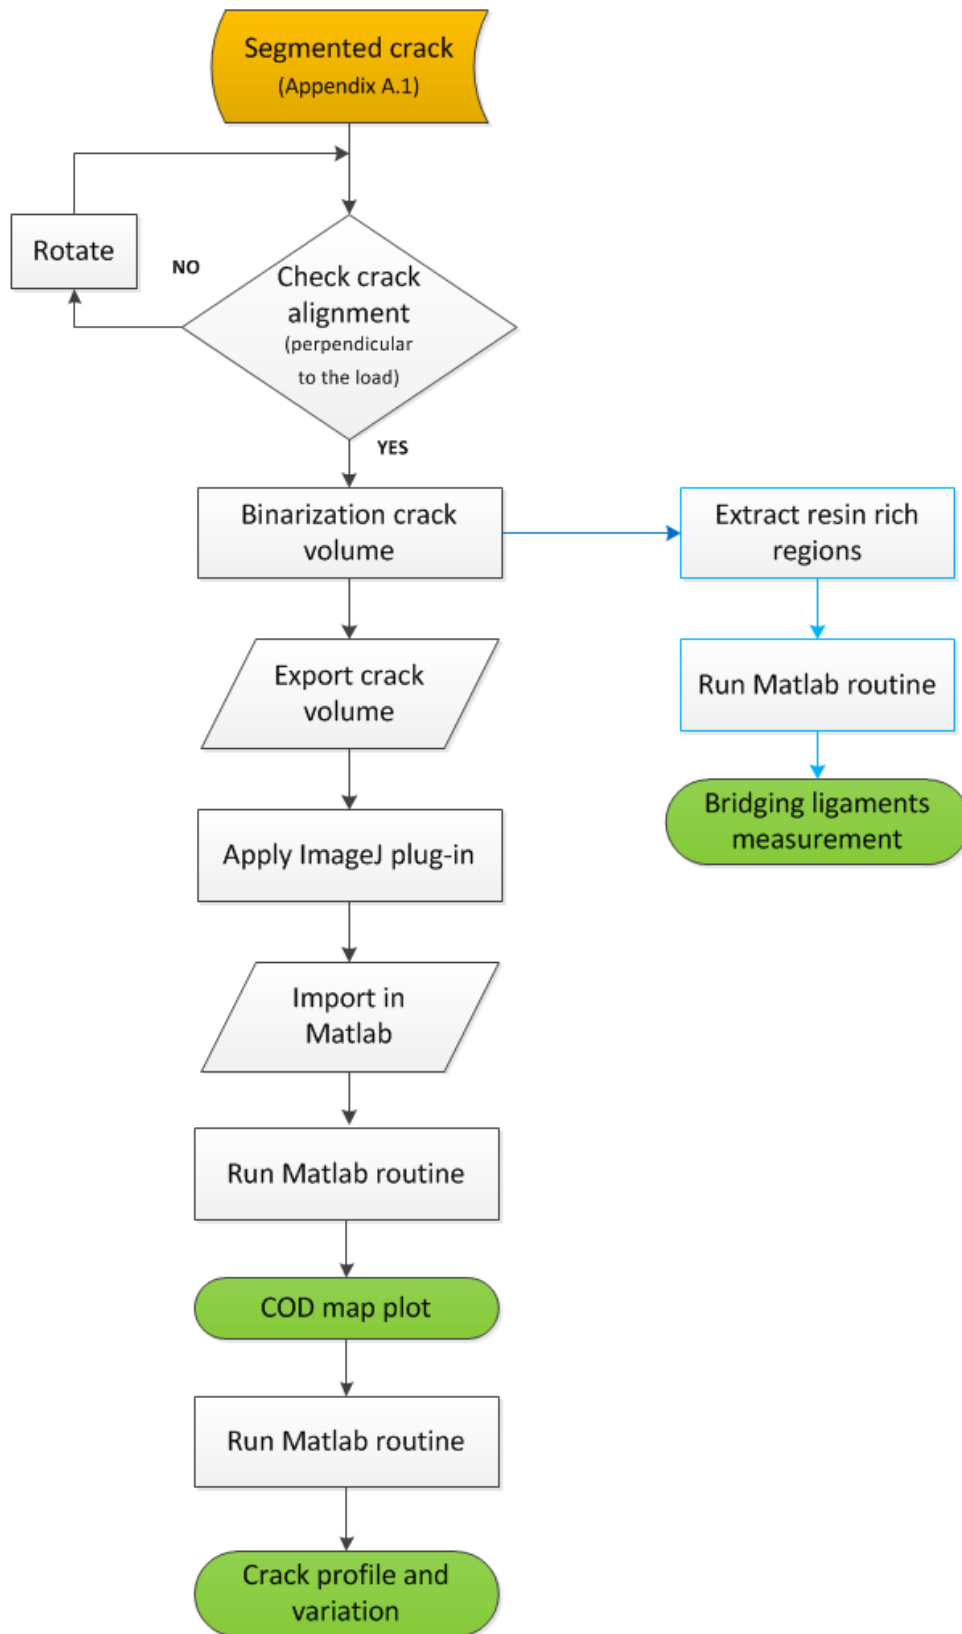 Segmented crack
(Appendix A.1)
Rotate
NO
Check crack
alignment
(perpendicular
to the load)
YES
Binarization crack
volume
Extract resin rich
regions
Export crack
volume
Run Matlab routine
Bridging ligaments
measurement
Apply ImageJ plug-in
Import in
Matlab
Run Matlab routine
COD map plot
Run Matlab routine
Crack profile and
variation